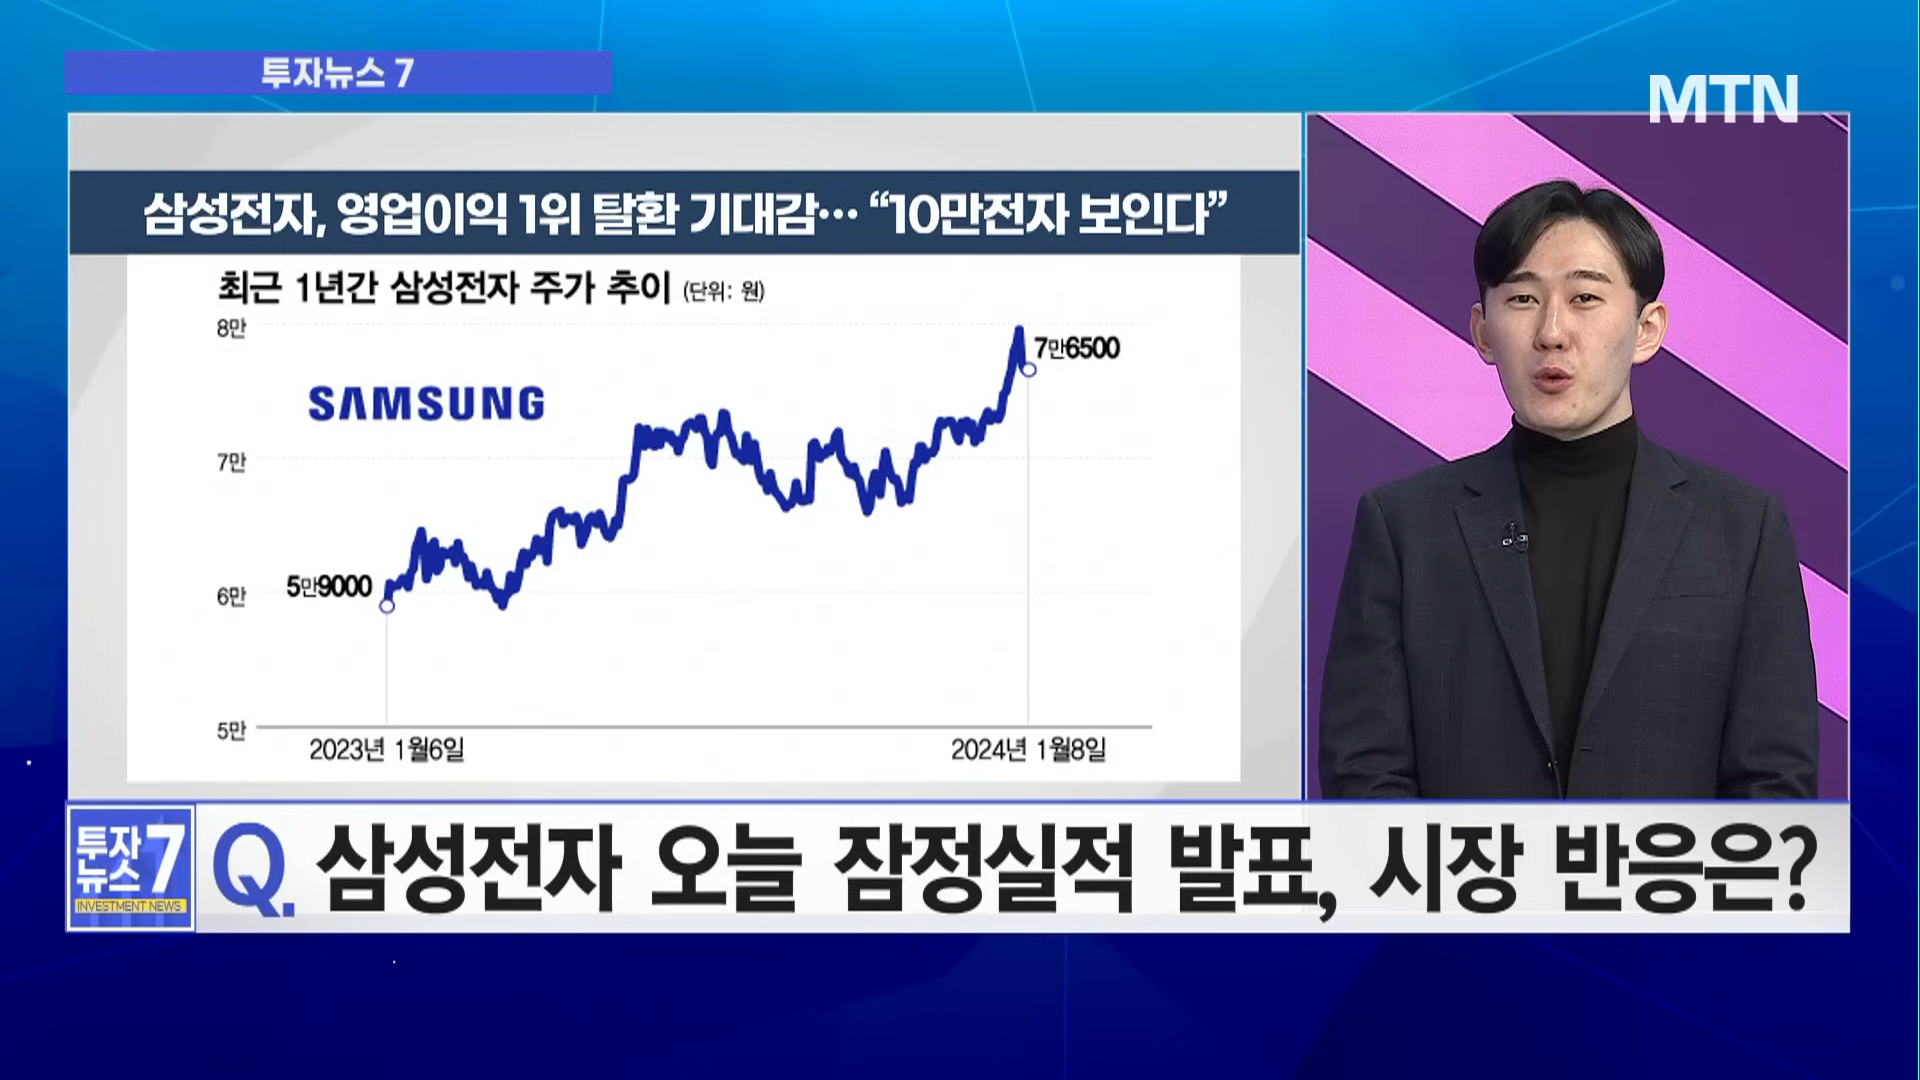 투자뉴스 7
MTN
삼성전자, 영업이익 1위 탈환 기대감… “10만전자 보인다”
최근 1년간 삼성전자 주가 추이 (단위: 원)
8만
7만6500
SAMSUNG
7만
5만9000
6만
5만
2023년 1월6일
2024년 1월8일
투자
뉴스 7
INVESTMENT NEWS
Q. 삼성전자 오늘 잠정실적 발표, 시장 반응은?